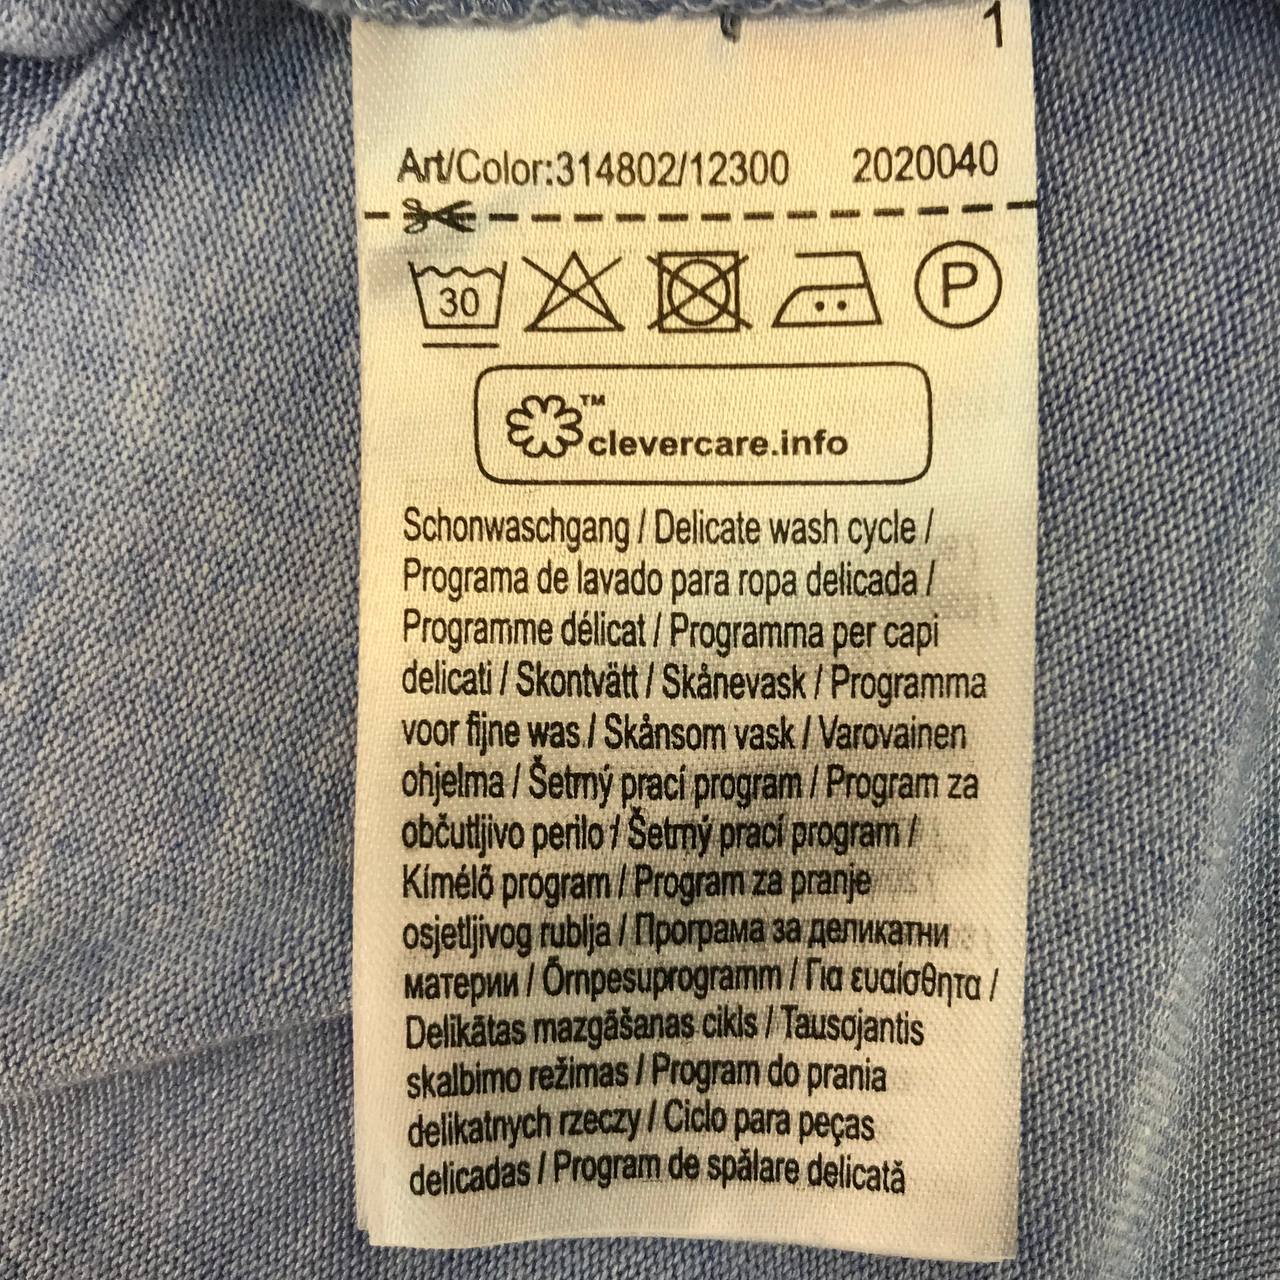 1
Art/Color:314802/12300 2020040
30 P
™
clevercare.info
Schonwaschgang / Delicate wash cycle /
Programa de lavado para ropa delicada /
Programme délicat / Programma per capi
delicati / Skontvätt / Skånevask / Programma
voor fijne was / Skånsom vask / Varovainen
ohjelma / Šetrný prací program / Program za
občutljivo perilo / Šetrný prací program /
Kímélő program / Program za pranje
osjetljivog rublja / Програма за деликатни
материи / Õrnpesuprogramm / Για ευαίσθητα /
Delikātas mazgāšanas cikls / Tausojantis
skalbimo režimas / Program do prania
delikatnych rzeczy / Ciclo para peças
delicadas / Program de spălare delicată